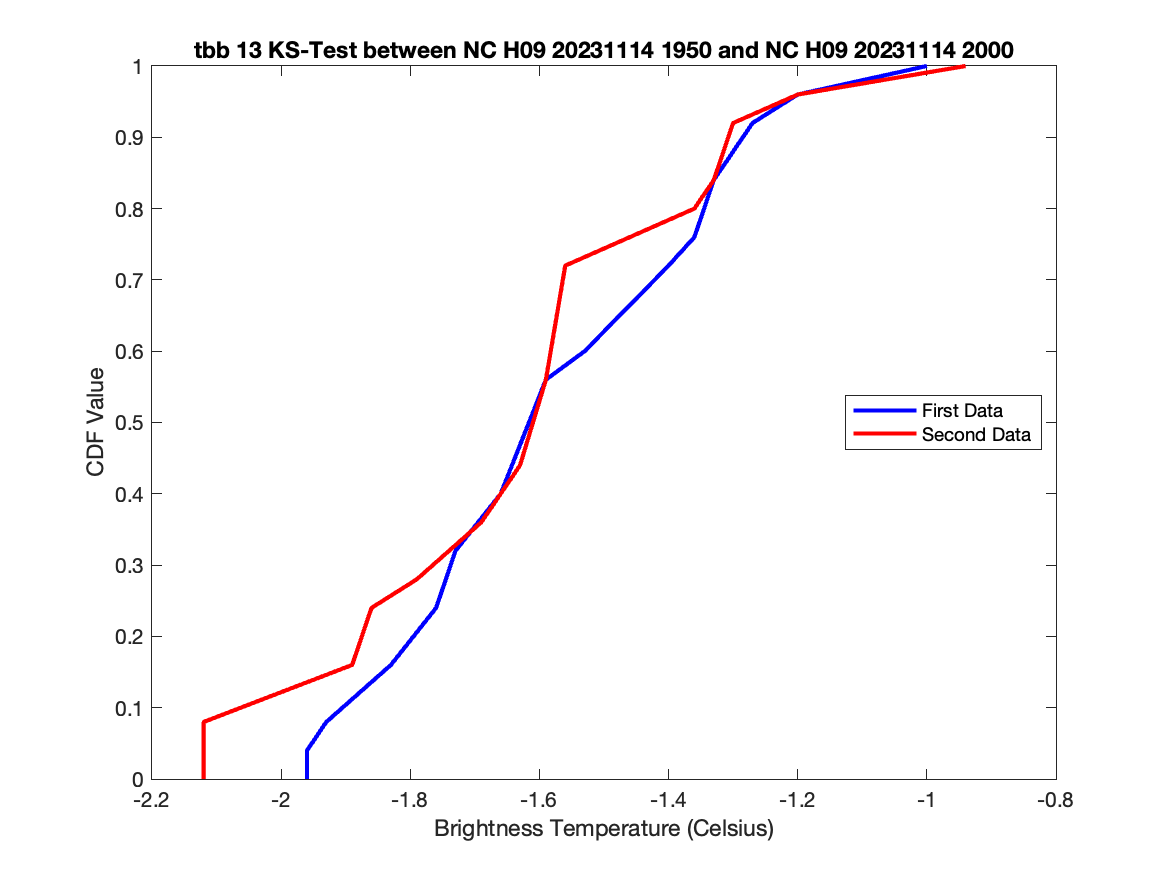 tbb 13 KS-Test between NC H09 20231114 1950 and NC H09 20231114 2000
1
0.9
0.8
0.7
0.6
0.5
0.4
0.3
0.2
0.1
0
CDF Value
First Data
Second Data
-2.2 -2 -1.8 -1.6 -1.4 -1.2 -1 -0.8
Brightness Temperature (Celsius)